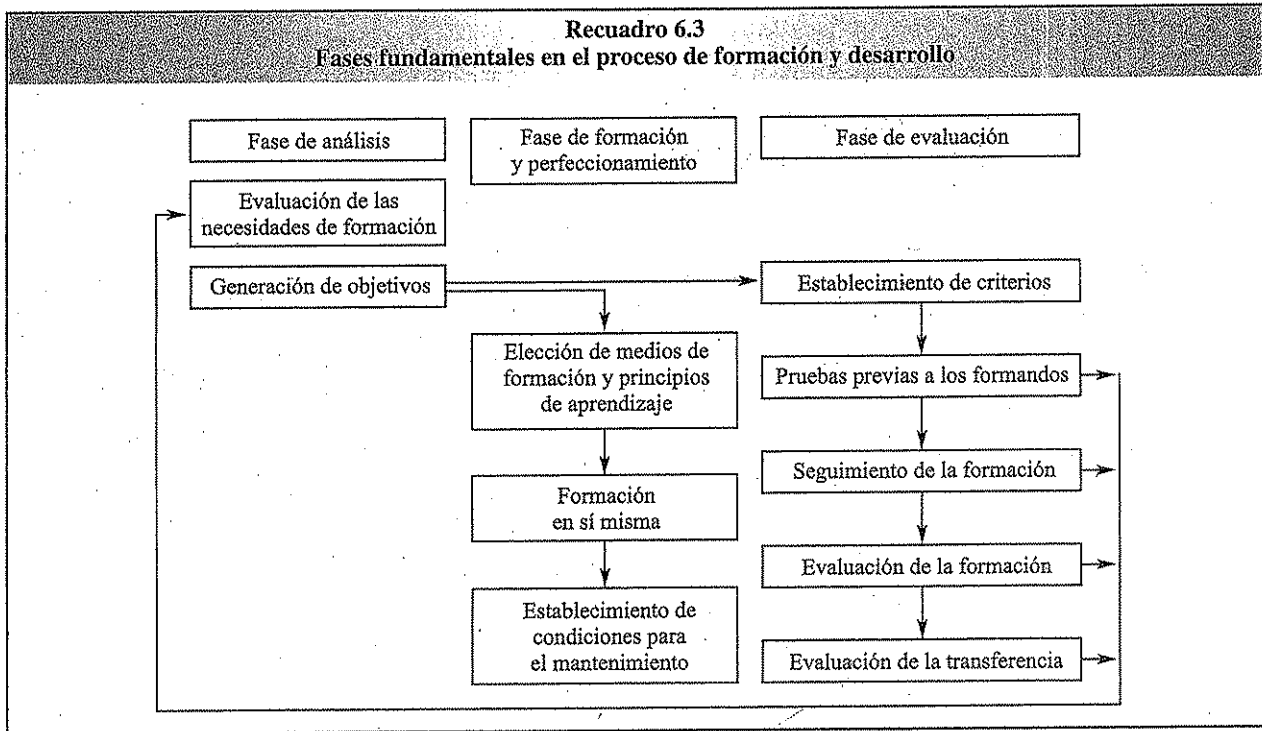 Recuadro 6.3
Fases fundamentales en el proceso de formación y desarrollo
Fase de análisis
Fase de formación
y perfeccionamiento
Fase de evaluación
Evaluación de las
necesidades de formación
Generación de objetivos
Establecimiento de criterios
Elección de medios de
formación y principios
de aprendizaje
Pruebas previas a los formandos
Formación
en sí misma
Seguimiento de la formación
Evaluación de la formación
Establecimiento de
condiciones para
el mantenimiento
Evaluación de la transferencia